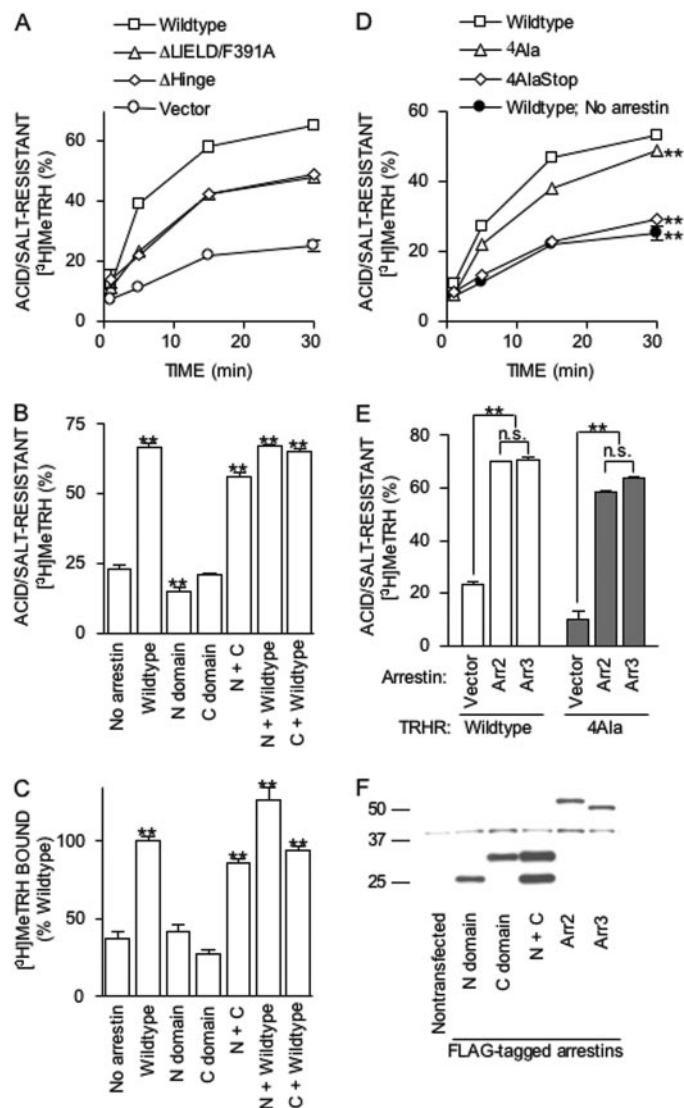 A
Wildtype
ΔLIELD/F391A
ΔHinge
Vector
ACID/SALT-RESISTANT
[³H]MeTRH (%)
60
40
20
0
0 10 20 30
TIME (min)
D
Wildtype
⁴Ala
4AlaStop
Wildtype; No arrestin
ACID/SALT-RESISTANT
[³H]MeTRH (%)
80
60
40
20
0
**
**
**
0 10 20 30
TIME (min)
B
ACID/SALT-RESISTANT
[³H]MeTRH (%)
75
50
25
0
** ** ** ** **
No arrestin
Wildtype
N domain
C domain
N + C
N + Wildtype
C + Wildtype
E
ACID/SALT-RESISTANT
[³H]MeTRH (%)
80
60
40
20
0
** **
n.s. n.s.
Arrestin: Vector Arr2 Arr3 Vector Arr2 Arr3
TRHR: Wildtype 4Ala
C
[³H]MeTRH BOUND
(% Wildtype)
100
50
00
** ** ** **
No arrestin
Wildtype
N domain
C domain
N + C
N + Wildtype
C + Wildtype
F
50
37
25
Nontransfected
N domain
C domain
N + C
Arr2
Arr3
FLAG-tagged arrestins